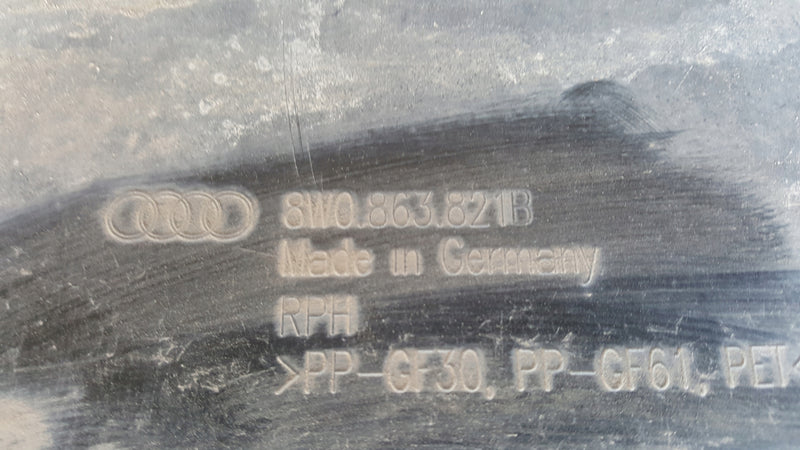 8W0.863.821B
Made in Germany
RPH
>PP-GF30, PP-GF61, PET<